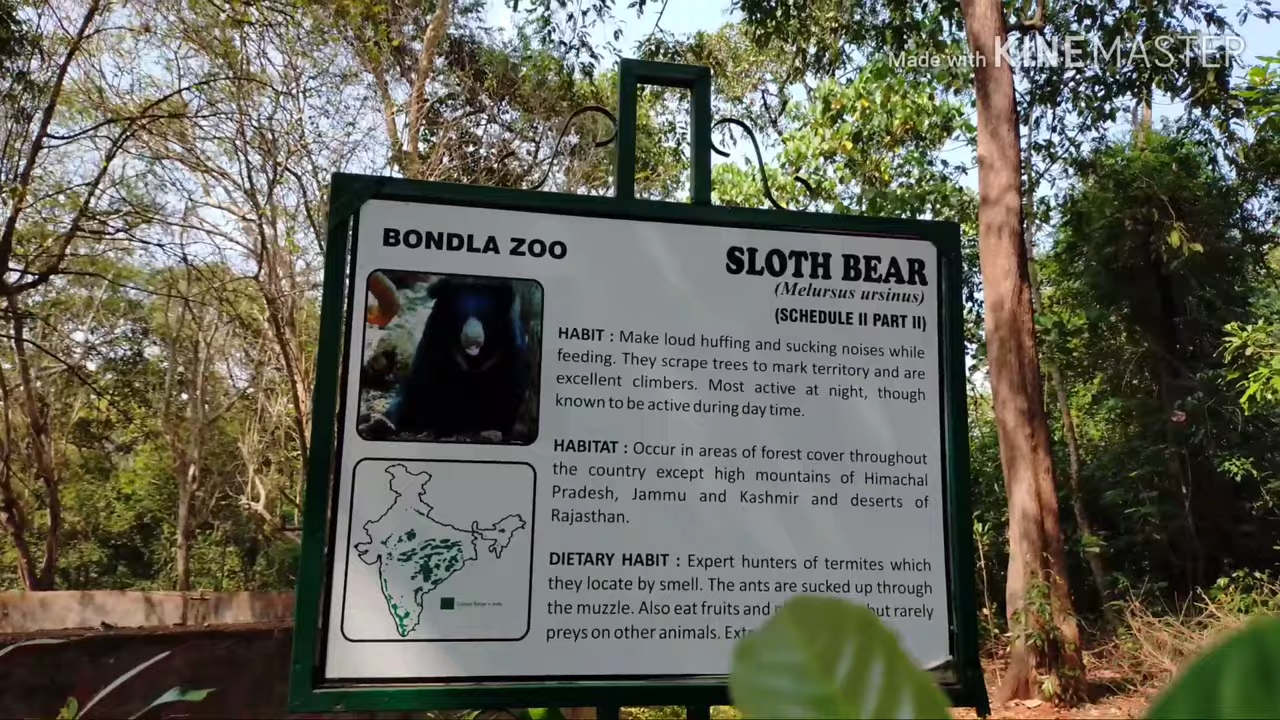 Made with KINEMASTER
BONDLA ZOO
SLOTH BEAR
(Melursus ursinus)
(SCHEDULE II PART II)
HABIT : Make loud huffing and sucking noises while
feeding. They scrape trees to mark territory and are
excellent climbers. Most active at night, though
known to be active during day time.
HABITAT : Occur in areas of forest cover throughout
the country except high mountains of Himachal
Pradesh, Jammu and Kashmir and deserts of
Rajasthan.
DIETARY HABIT : Expert hunters of termites which
they locate by smell. The ants are sucked up through
the muzzle. Also eat fruits and but rarely
preys on other animals.